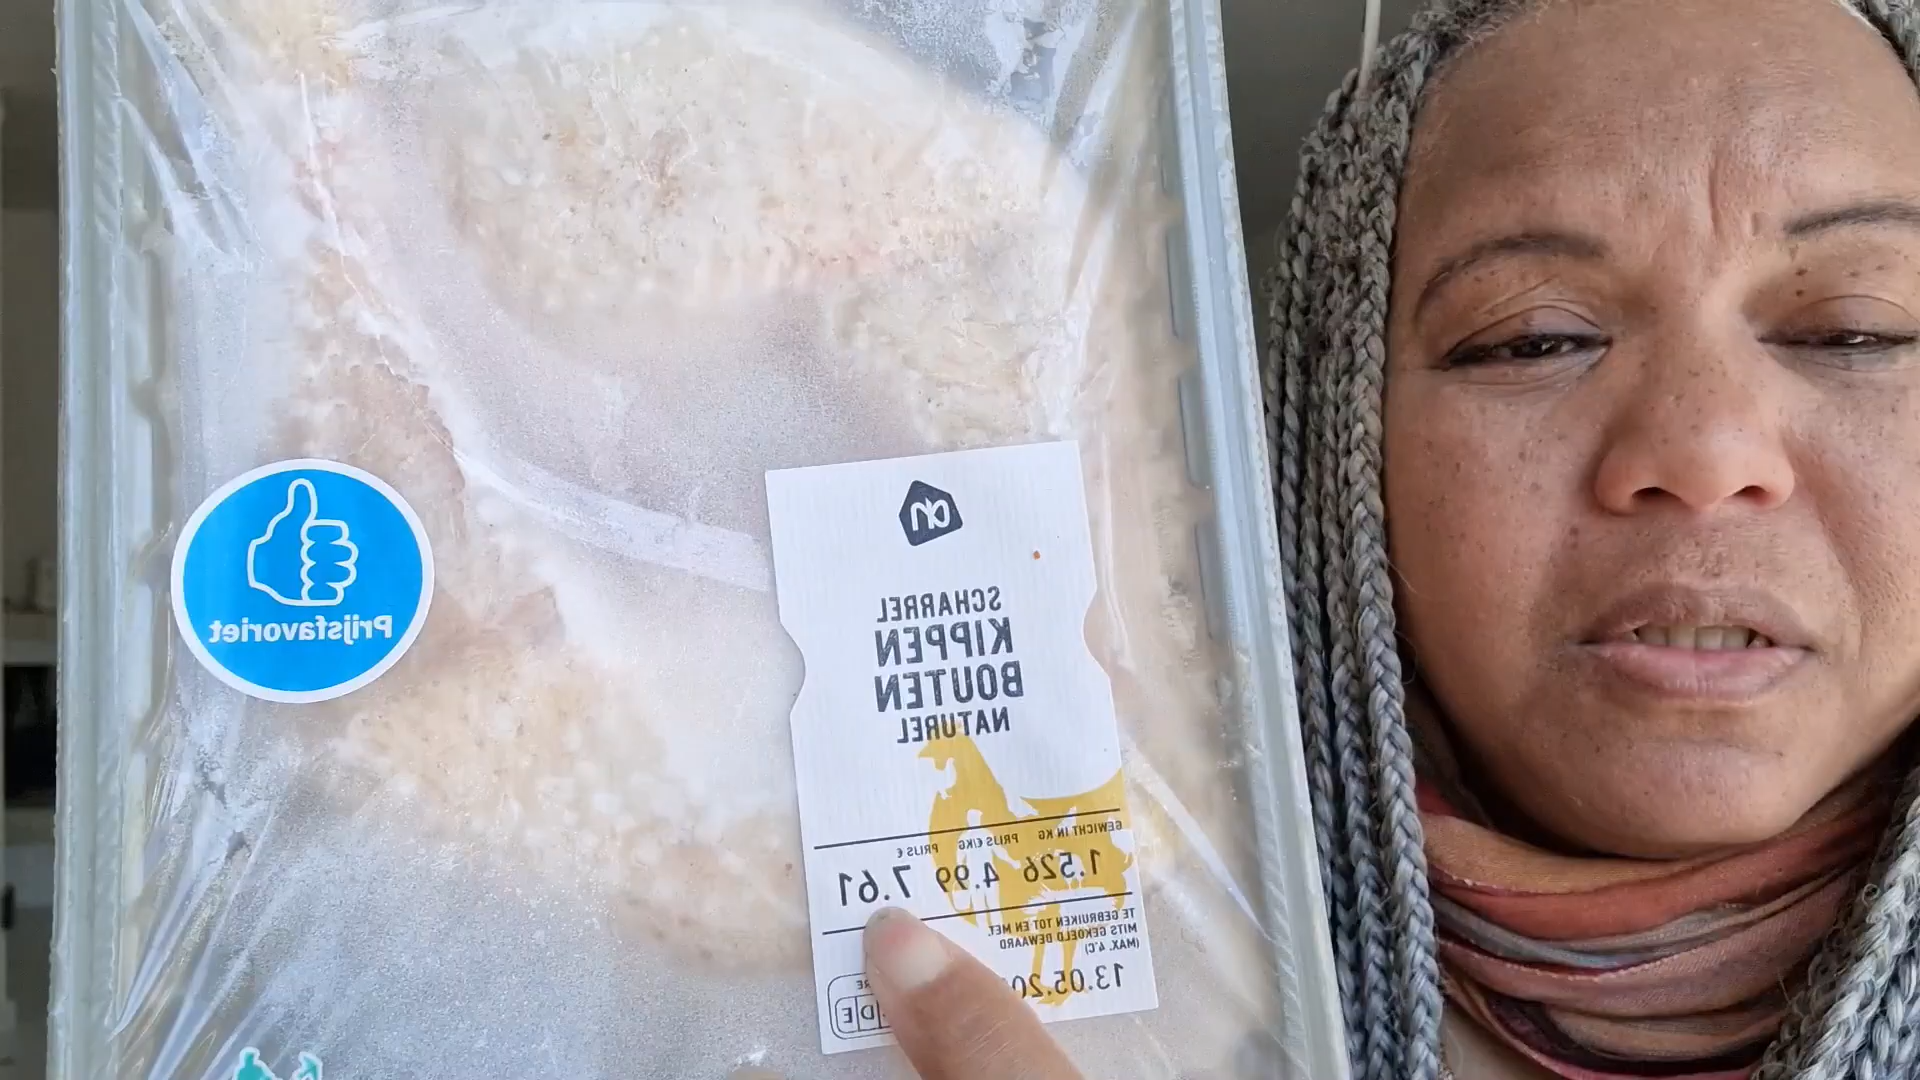 ah
SCHARREL
KIPPEN
BOUTEN
NATUREL
GEWICHT IN KG PRIJS €/KG PRIJS €
1.526 4.99 7.61
TE GEBRUIKEN TOT EN MET,
MITS GEKOELD BEWAARD
(MAX. 4°C)
13.05.20
D E
Prijsfavoriet